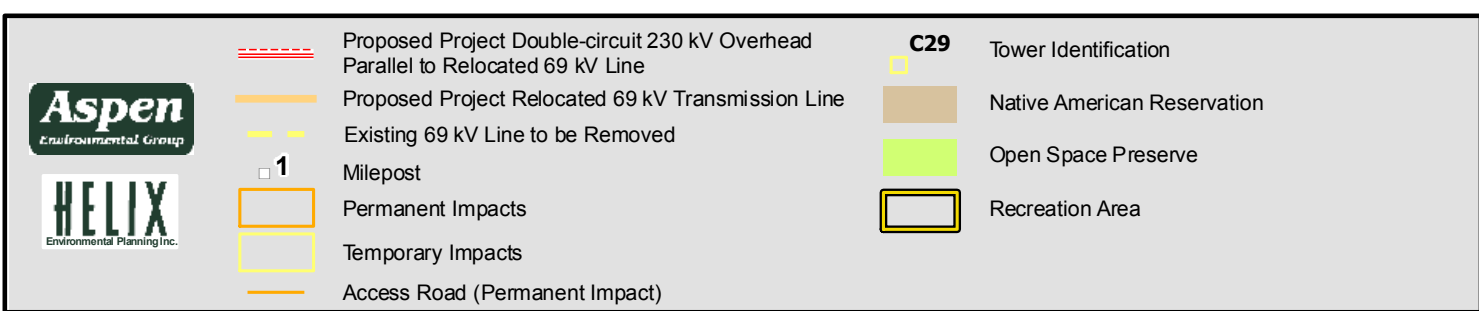 Aspen
Environmental Group
HELIX
Environmental Planning Inc.
Proposed Project Double-circuit 230 kV Overhead
Parallel to Relocated 69 kV Line
Proposed Project Relocated 69 kV Transmission Line
Existing 69 kV Line to be Removed
1
Milepost
Permanent Impacts
Temporary Impacts
Access Road (Permanent Impact)
C29
Tower Identification
Native American Reservation
Open Space Preserve
Recreation Area